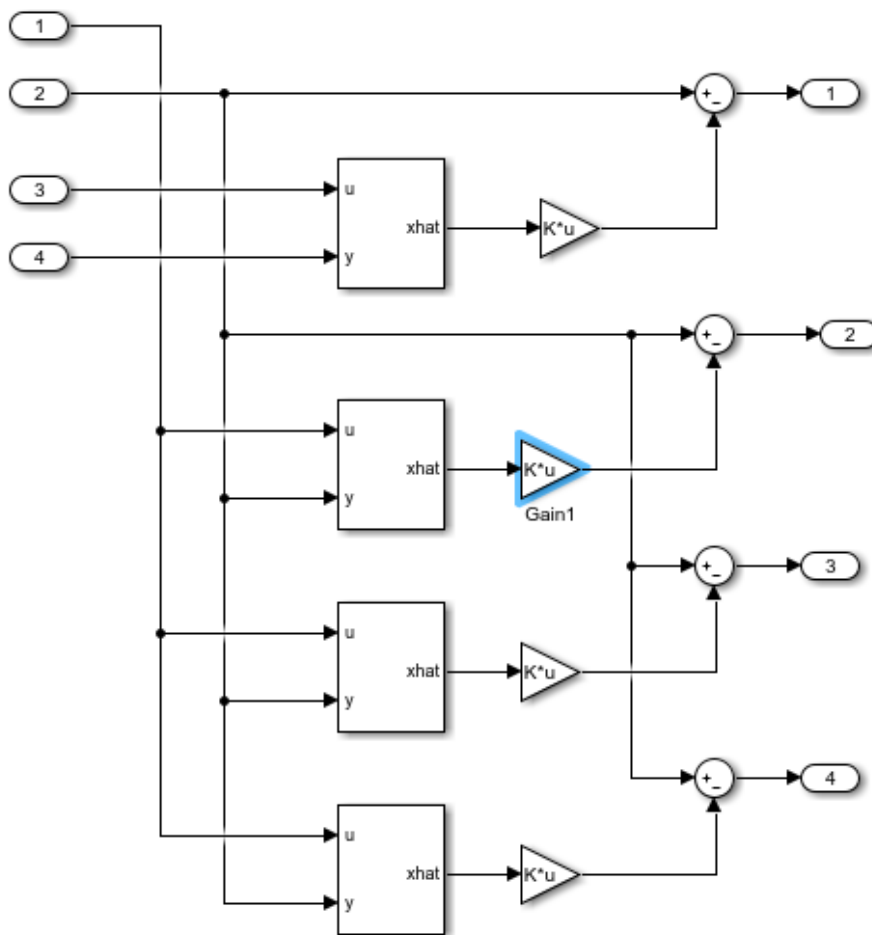 1
2
+
-
1
3
u
xhat
K*u
4
y
+
-
2
u
xhat
K*u
y
Gain1
+
-
3
u
xhat
K*u
y
+
-
4
u
xhat
K*u
y